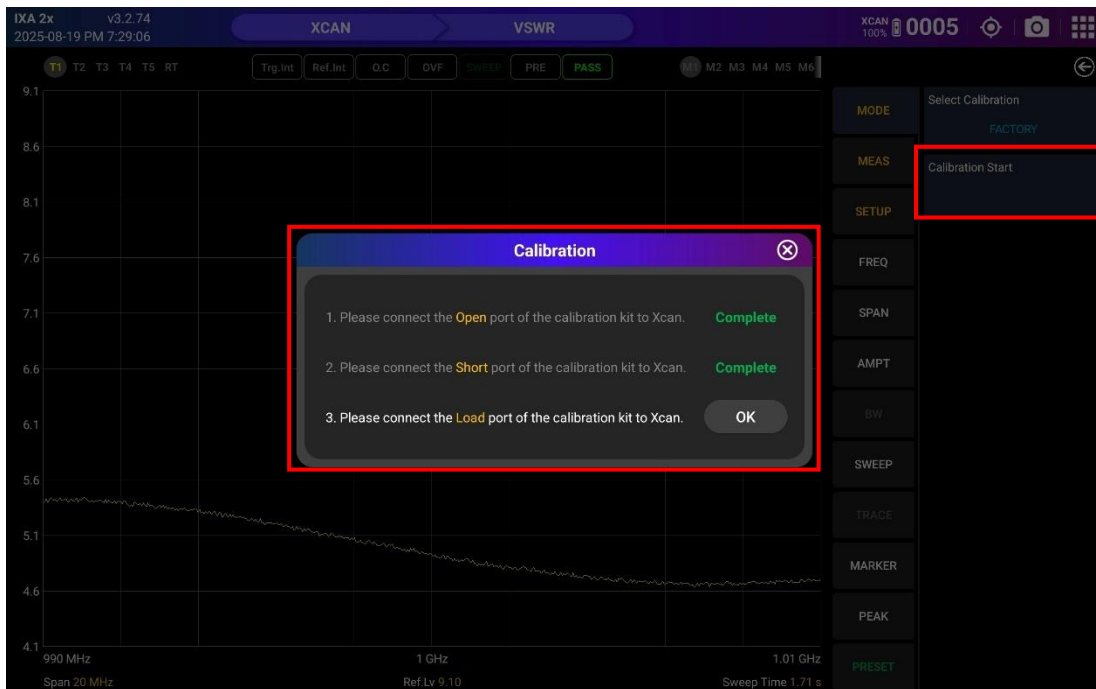 IXA 2x v3.2.74
2025-08-19 PM 7:29:06
XCAN VSWR
XCAN 100% 0005
T1 T2 T3 T4 T5 RT
Trg.Int Ref.Int O.C OVF SWEEP PRE PASS
M1 M2 M3 M4 M5 M6
9.1
8.6
8.1
7.6
7.1
6.6
6.1
5.6
5.1
4.6
4.1
Calibration
1. Please connect the Open port of the calibration kit to Xcan. Complete
2. Please connect the Short port of the calibration kit to Xcan. Complete
3. Please connect the Load port of the calibration kit to Xcan. OK
990 MHz 1 GHz 1.01 GHz
Span 20 MHz Ref.Lv 9.10 Sweep Time 1.71 s
MODE
MEAS
SETUP
FREQ
SPAN
AMPT
BW
SWEEP
TRACE
MARKER
PEAK
PRESET
Select Calibration
FACTORY
Calibration Start